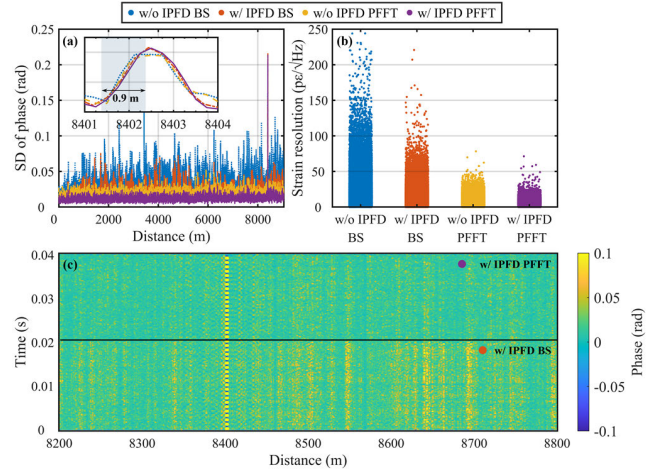 w/o IPFD BS w/ IPFD BS w/o IPFD PFFT w/ IPFD PFFT
(a)
SD of phase (rad)
0.25
0.2
0.15
0.1
0.05
0
0.9 m
8401 8402 8403 8404
0 2000 4000 6000 8000
Distance (m)
(b)
Strain resolution (pε/√Hz)
250
200
150
100
50
0
w/o IPFD w/ IPFD w/o IPFD w/ IPFD
BS BS PFFT PFFT
(c)
w/ IPFD PFFT
w/ IPFD BS
Time (s)
0.04
0.03
0.02
0.01
0
8200 8300 8400 8500 8600 8700 8800
Distance (m)
0.1
0.05
0
-0.05
-0.1
Phase (rad)